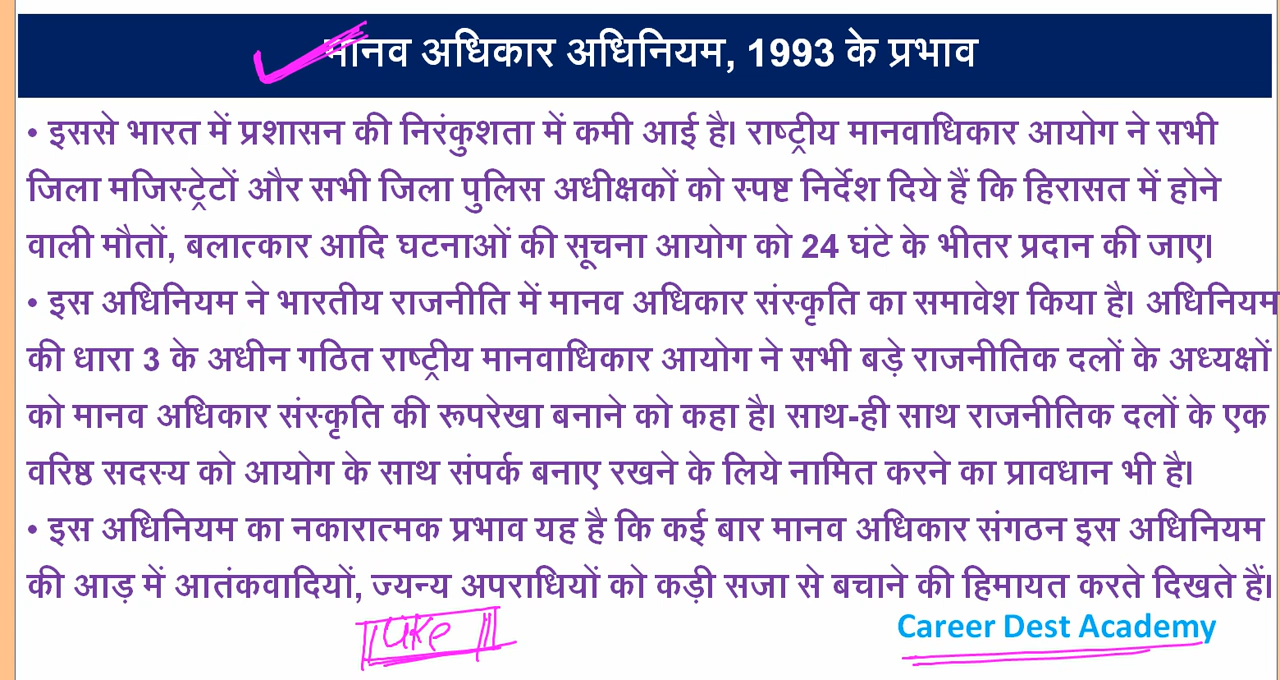 मानव अधिकार अधिनियम, 1993 के प्रभाव
• इससे भारत में प्रशासन की निरंकुशता में कमी आई है। राष्ट्रीय मानवाधिकार आयोग ने सभी
जिला मजिस्ट्रेटों और सभी जिला पुलिस अधीक्षकों को स्पष्ट निर्देश दिये हैं कि हिरासत में होने
वाली मौतों, बलात्कार आदि घटनाओं की सूचना आयोग को 24 घंटे के भीतर प्रदान की जाए।
• इस अधिनियम ने भारतीय राजनीति में मानव अधिकार संस्कृति का समावेश किया है। अधिनियम
की धारा 3 के अधीन गठित राष्ट्रीय मानवाधिकार आयोग ने सभी बड़े राजनीतिक दलों के अध्यक्षों
को मानव अधिकार संस्कृति की रूपरेखा बनाने को कहा है। साथ-ही साथ राजनीतिक दलों के एक
वरिष्ठ सदस्य को आयोग के साथ संपर्क बनाए रखने के लिये नामित करने का प्रावधान भी है।
• इस अधिनियम का नकारात्मक प्रभाव यह है कि कई बार मानव अधिकार संगठन इस अधिनियम
की आड़ में आतंकवादियों, ज्यन्य अपराधियों को कड़ी सजा से बचाने की हिमायत करते दिखते हैं।
Career Dest Academy